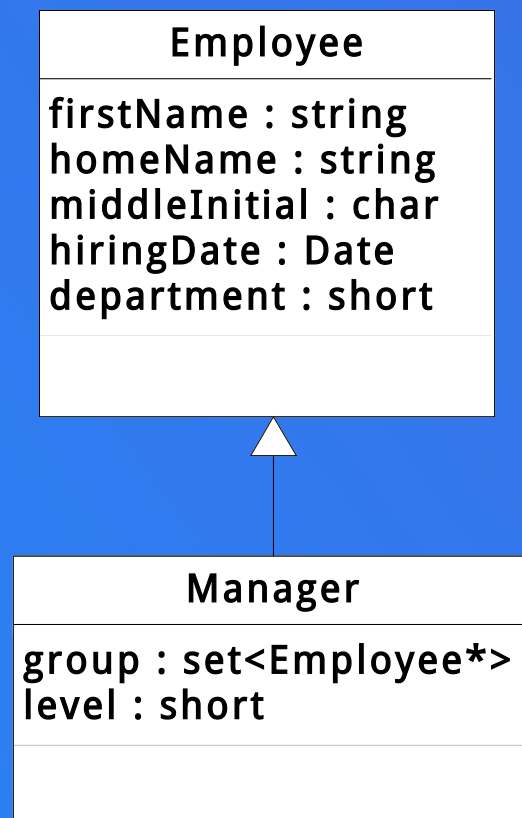 Employee
firstName : string
homeName : string
middleInitial : char
hiringDate : Date
department : short
Manager
group : set<Employee*>
level : short